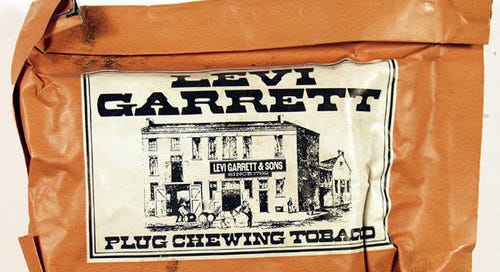 LEVI
GARRETT
LEVI GARRETT & SONS
SINCE 1782
PLUG CHEWING TOBACO